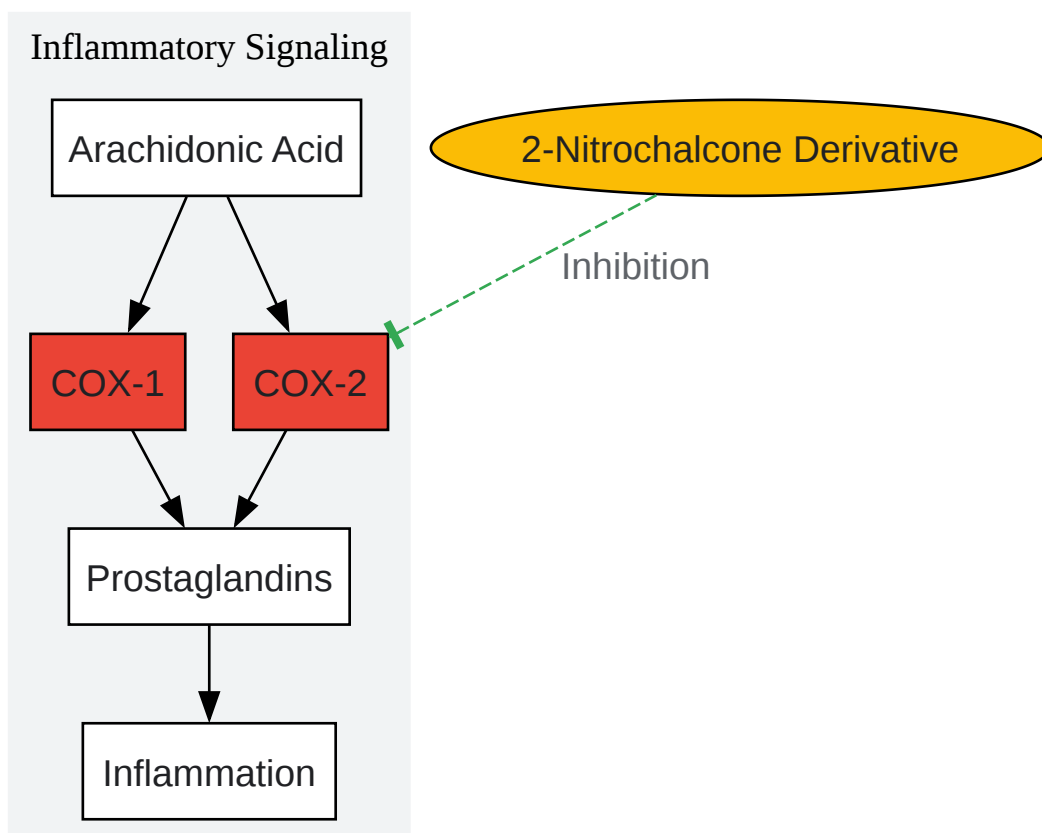 Inflammatory Signaling
Arachidonic Acid
2-Nitrochalcone Derivative
Inhibition
COX-1
COX-2
Prostaglandins
Inflammation